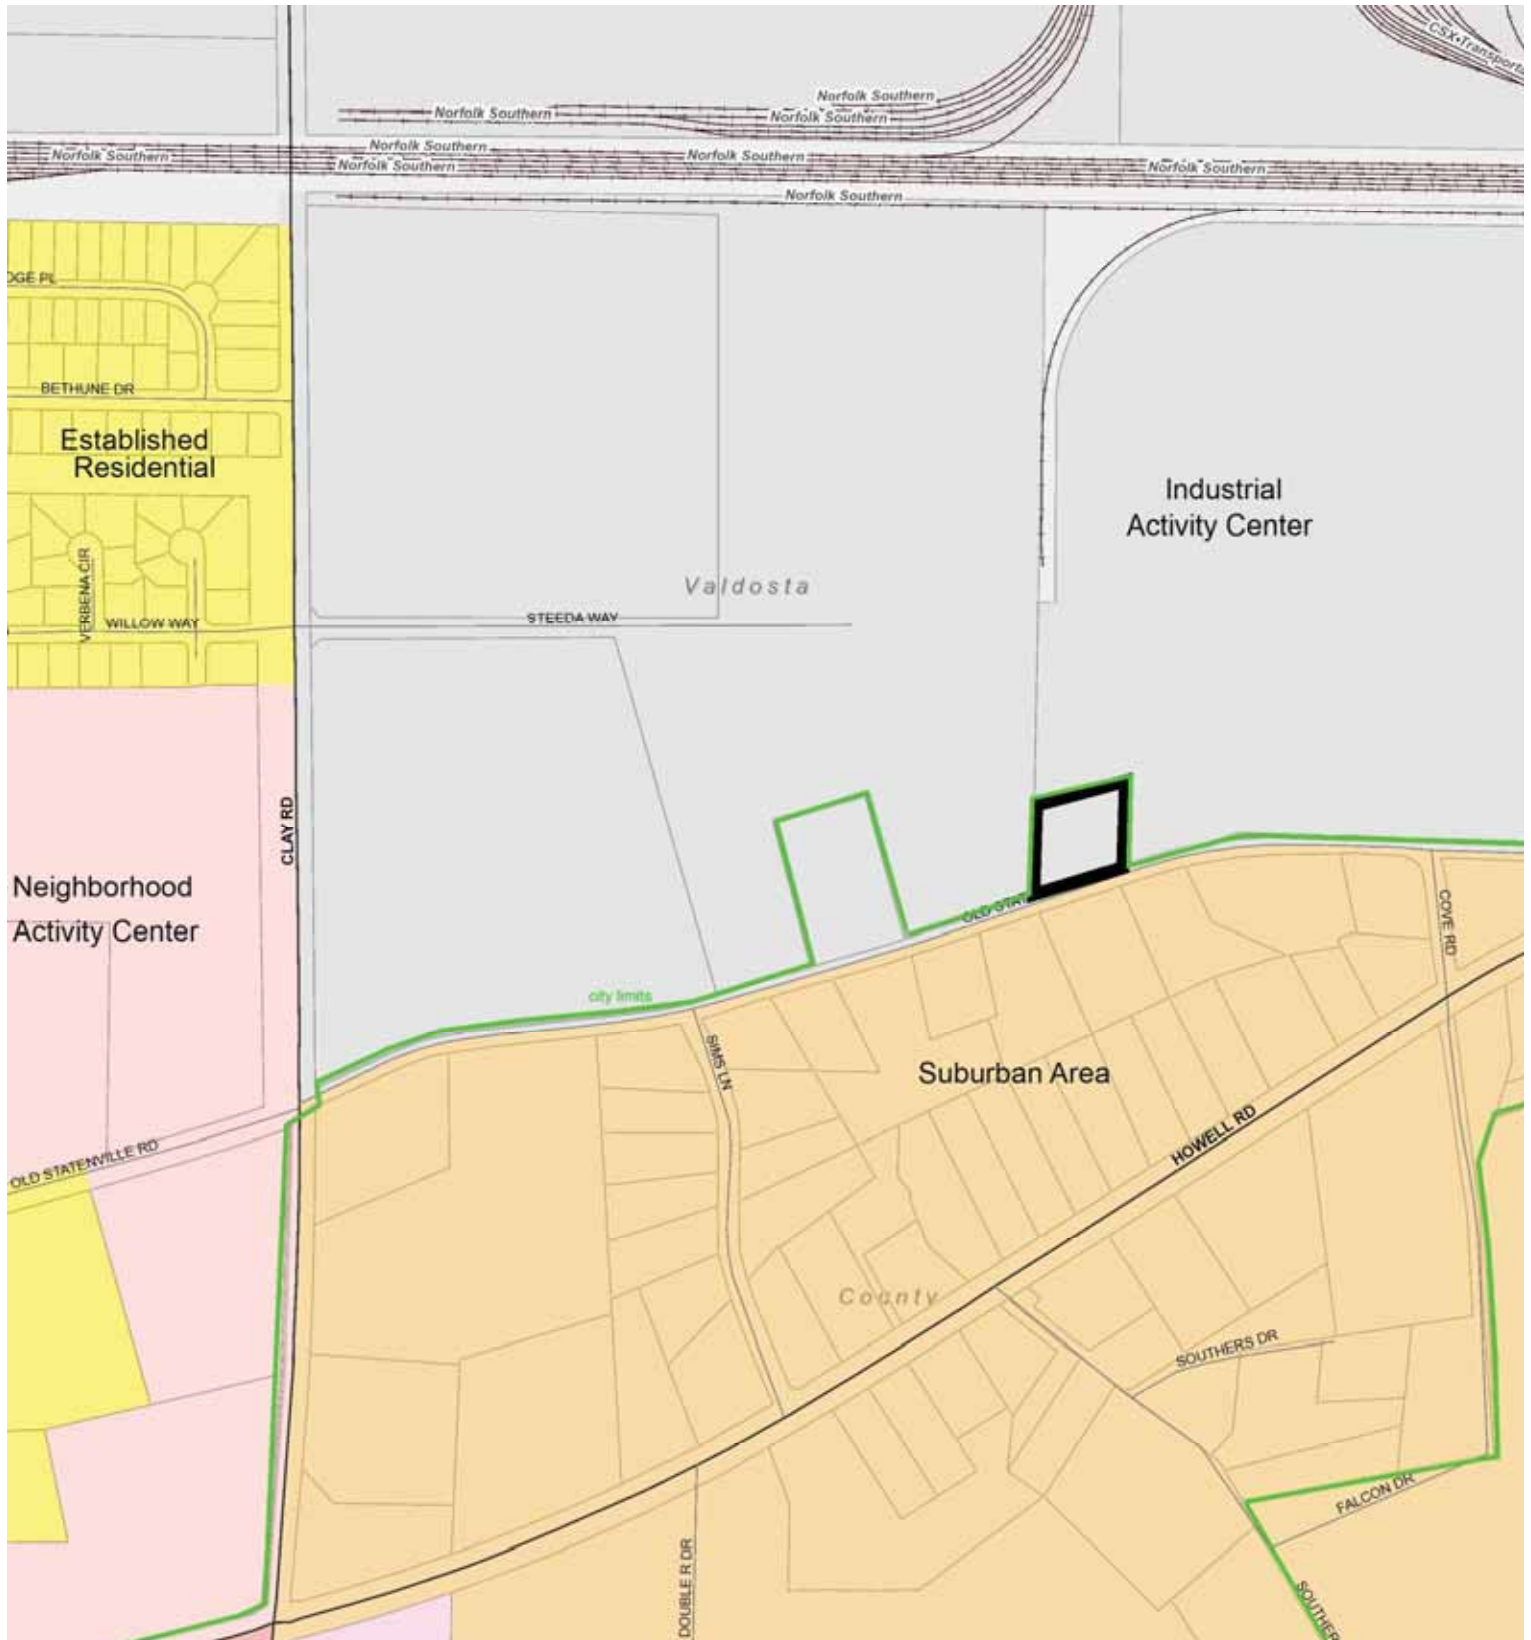 CSX Transporta
Norfolk Southern
Norfolk Southern
Norfolk Southern
Norfolk Southern
Norfolk Southern
Norfolk Southern
Norfolk Southern
Norfolk Southern
Norfolk Southern
DGE PL
BETHUNE DR
Established
Residential
Industrial
Activity Center
VERBENA CIR
Valdosta
WILLOW WAY
STEEDA WAY
CLAY RD
Neighborhood
Activity Center
OLD STA
COVE RD
city limits
SIMS LN
Suburban Area
HOWELL RD
OLD STATENVILLE RD
County
SOUTHERS DR
FALCON DR
DOUBLE R DR
SOUTHER